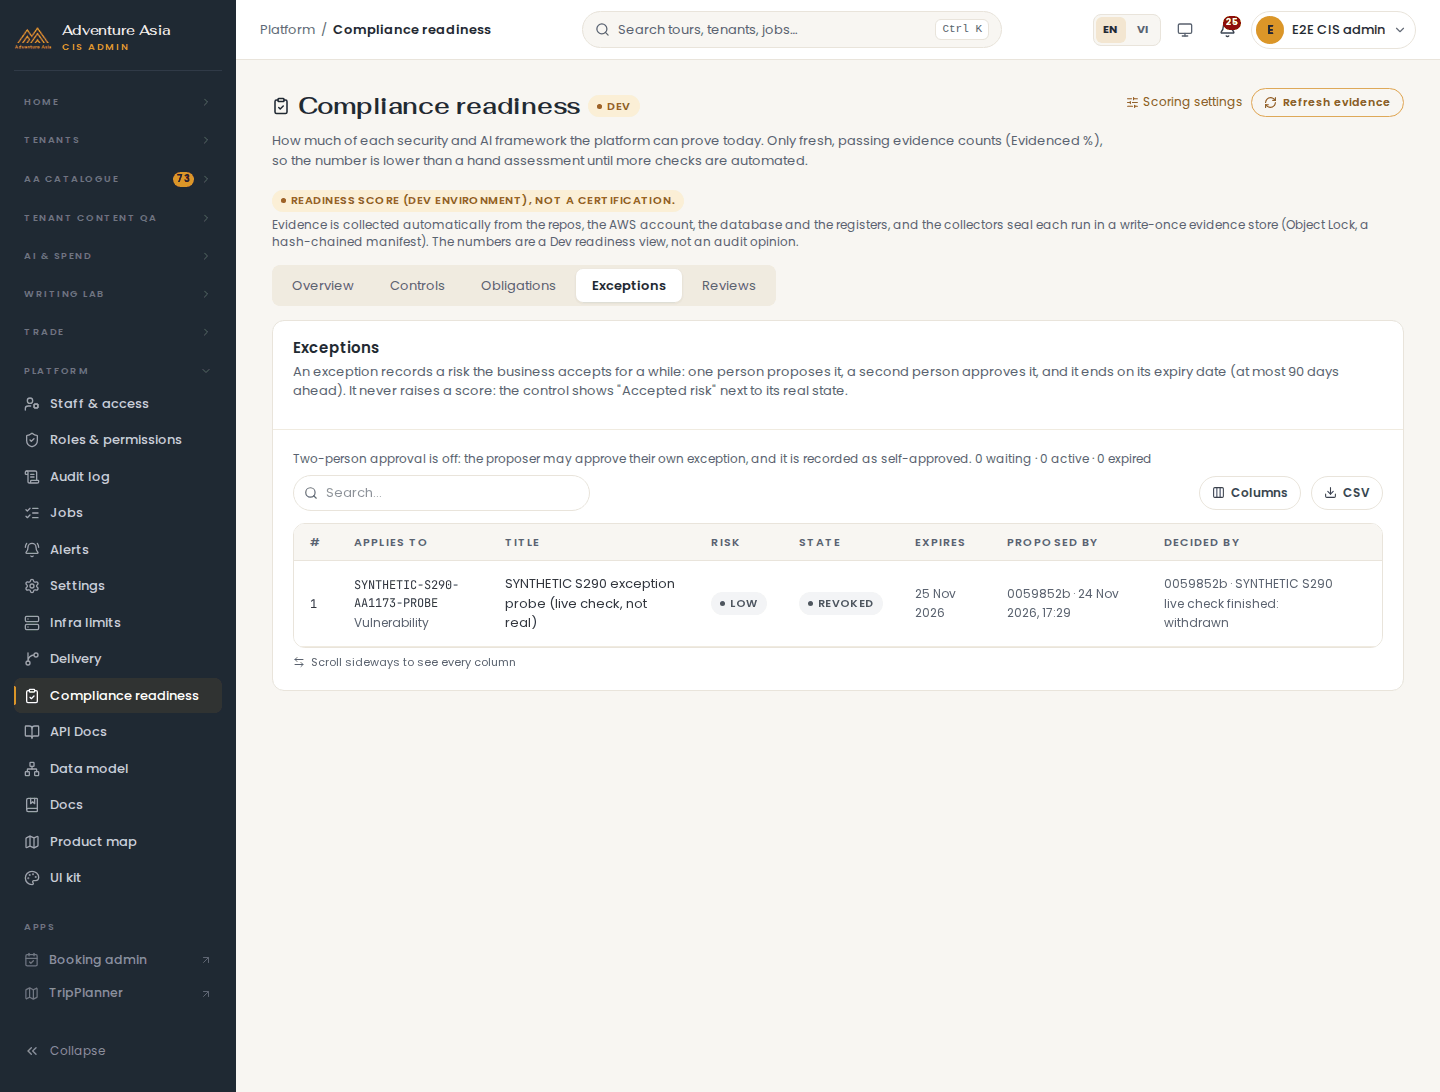 Adventure Asia
CIS ADMIN
Adventure Asia
Platform / Compliance readiness
Search tours, tenants, jobs...
Ctrl K
EN
VI
25
E
E2E CIS admin
HOME
TENANTS
AA CATALOGUE
73
TENANT CONTENT QA
AI & SPEND
WRITING LAB
TRADE
PLATFORM
Staff & access
Roles & permissions
Audit log
Jobs
Alerts
Settings
Infra limits
Delivery
Compliance readiness
API Docs
Data model
Docs
Product map
UI kit
APPS
Booking admin
TripPlanner
Collapse
Compliance readiness
DEV
Scoring settings
Refresh evidence
How much of each security and AI framework the platform can prove today. Only fresh, passing evidence counts (Evidenced %),
so the number is lower than a hand assessment until more checks are automated.
READINESS SCORE (DEV ENVIRONMENT), NOT A CERTIFICATION.
Evidence is collected automatically from the repos, the AWS account, the database and the registers, and the collectors seal each run in a write-once evidence store (Object Lock, a
hash-chained manifest). The numbers are a Dev readiness view, not an audit opinion.
Overview
Controls
Obligations
Exceptions
Reviews
Exceptions
An exception records a risk the business accepts for a while: one person proposes it, a second person approves it, and it ends on its expiry date (at most 90 days
ahead). It never raises a score: the control shows "Accepted risk" next to its real state.
Two-person approval is off: the proposer may approve their own exception, and it is recorded as self-approved. 0 waiting · 0 active · 0 expired
Search...
Columns
CSV
# APPLIES TO TITLE RISK STATE EXPIRES PROPOSED BY DECIDED BY
1
SYNTHETIC-S290-
AA1173-PROBE
Vulnerability
SYNTHETIC S290 exception
probe (live check, not
real)
LOW
REVOKED
25 Nov
2026
0059852b · 24 Nov
2026, 17:29
0059852b · SYNTHETIC S290
live check finished:
withdrawn
Scroll sideways to see every column